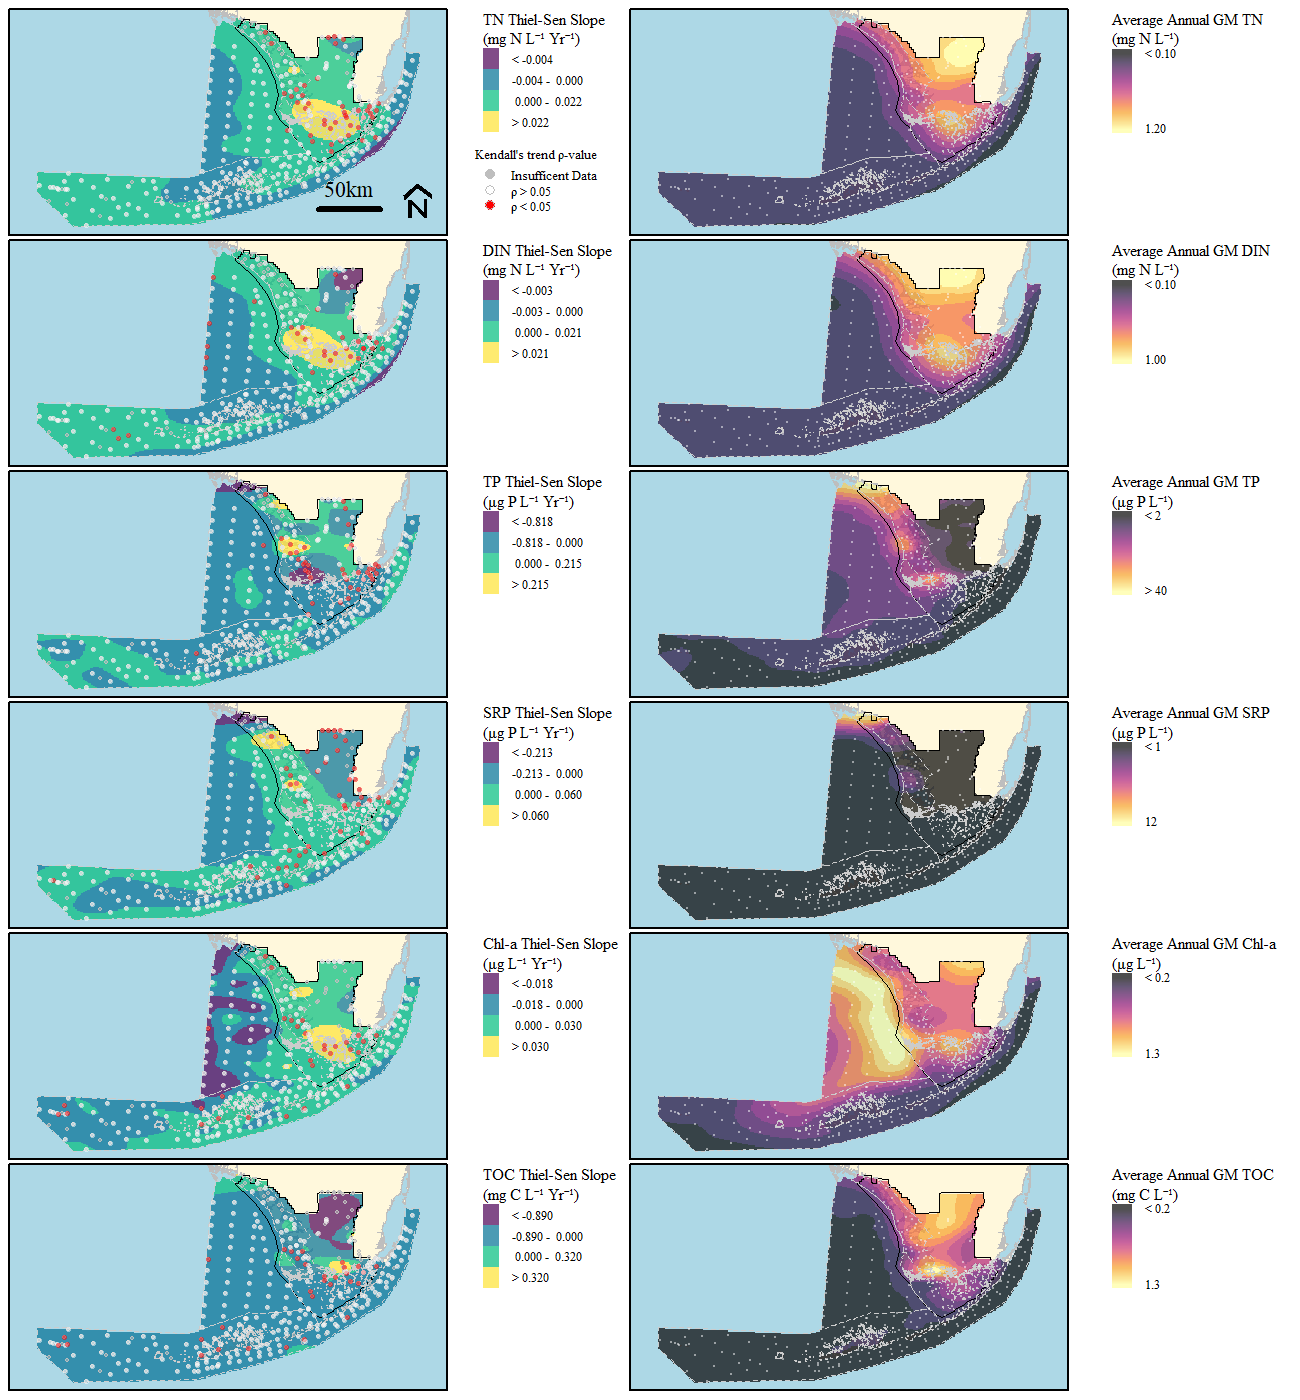 TN Thiel-Sen Slope
(mg N L⁻¹ Yr⁻¹)
< -0.004
-0.004 - 0.000
0.000 - 0.022
> 0.022
Kendall's trend ρ-value
Insufficent Data
ρ > 0.05
ρ < 0.05
50km
N
Average Annual GM TN
(mg N L⁻¹)
< 0.10
1.20
DIN Thiel-Sen Slope
(mg N L⁻¹ Yr⁻¹)
< -0.003
-0.003 - 0.000
0.000 - 0.021
> 0.021
Average Annual GM DIN
(mg N L⁻¹)
< 0.10
1.00
TP Thiel-Sen Slope
(µg P L⁻¹ Yr⁻¹)
< -0.818
-0.818 - 0.000
0.000 - 0.215
> 0.215
Average Annual GM TP
(µg P L⁻¹)
< 2
> 40
SRP Thiel-Sen Slope
(µg P L⁻¹ Yr⁻¹)
< -0.213
-0.213 - 0.000
0.000 - 0.060
> 0.060
Average Annual GM SRP
(µg P L⁻¹)
< 1
12
Chl-a Thiel-Sen Slope
(µg L⁻¹ Yr⁻¹)
< -0.018
-0.018 - 0.000
0.000 - 0.030
> 0.030
Average Annual GM Chl-a
(µg L⁻¹)
< 0.2
1.3
TOC Thiel-Sen Slope
(mg C L⁻¹ Yr⁻¹)
< -0.890
-0.890 - 0.000
0.000 - 0.320
> 0.320
Average Annual GM TOC
(mg C L⁻¹)
< 0.2
1.3